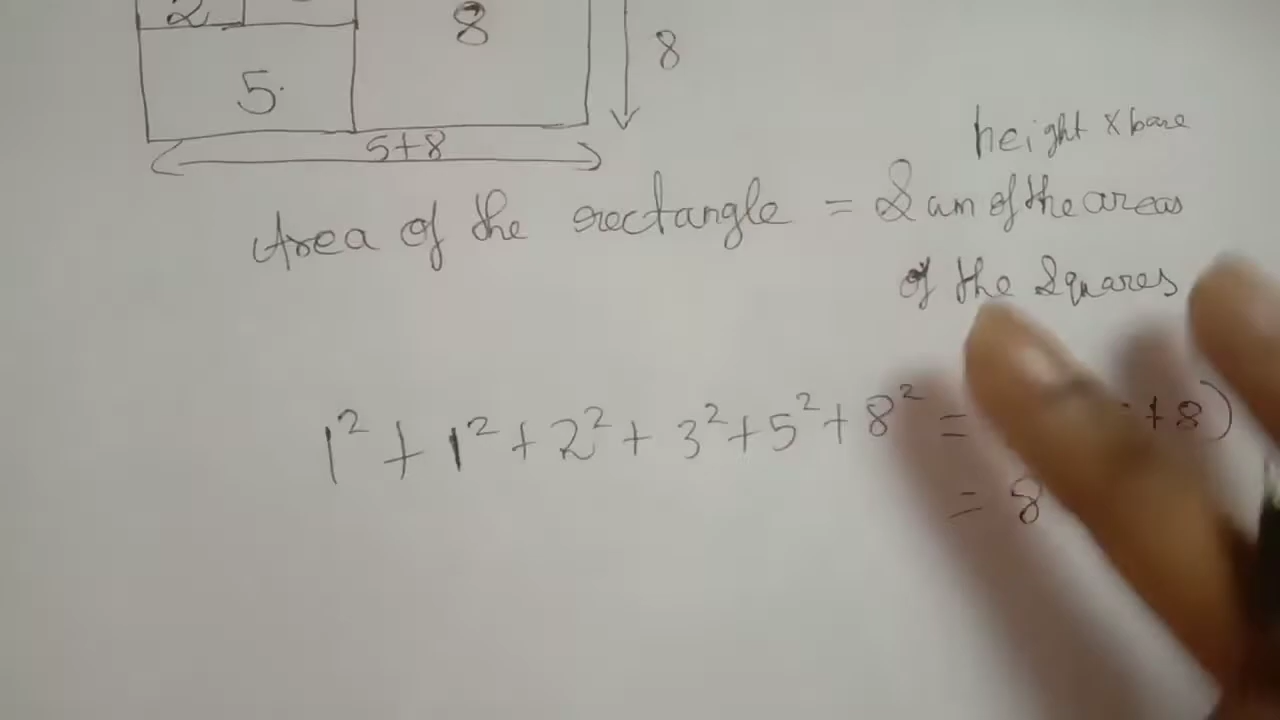 2
8
8
5
5+8
height × base
Area of the rectangle = Sum of the areas
of the Squares
1² + 1² + 2² + 3² + 5² + 8² = + 8)
= 8